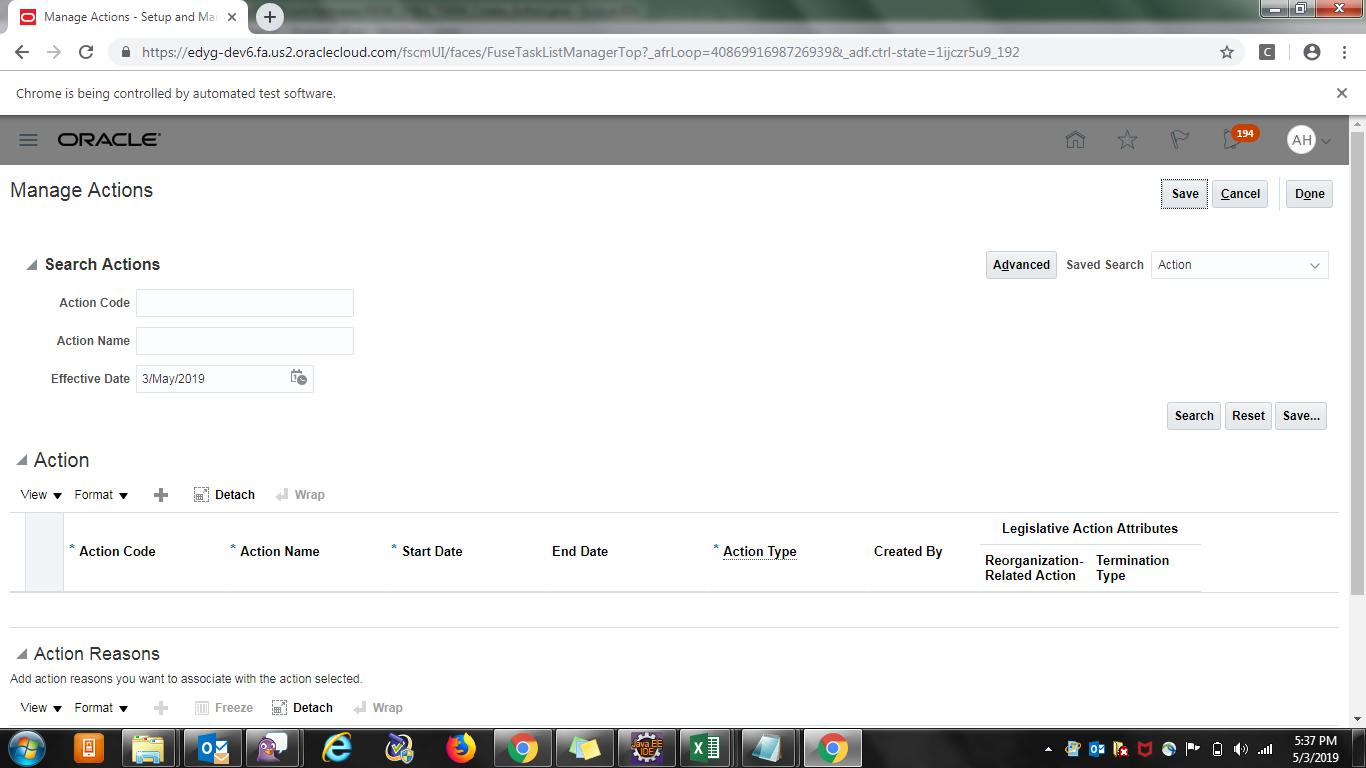 Manage Actions - Setup and Mai
https://edyg-dev6.fa.us2.oraclecloud.com/fscmUI/faces/FuseTaskListManagerTop?_afrLoop=4086991698726939&_adf.ctrl-state=1ijczr5u9_192
C
Chrome is being controlled by automated test software.
ORACLE
194
AH
Manage Actions
Save Cancel Done
Search Actions
Advanced Saved Search Action
Action Code
Action Name
Effective Date 3/May/2019
Search Reset Save...
Action
View Format Detach Wrap
Legislative Action Attributes
* Action Code * Action Name * Start Date End Date * Action Type Created By
Reorganization- Termination
Related Action Type
Action Reasons
Add action reasons you want to associate with the action selected.
View Format Freeze Detach Wrap
Java EE
IDE
5:37 PM
5/3/2019